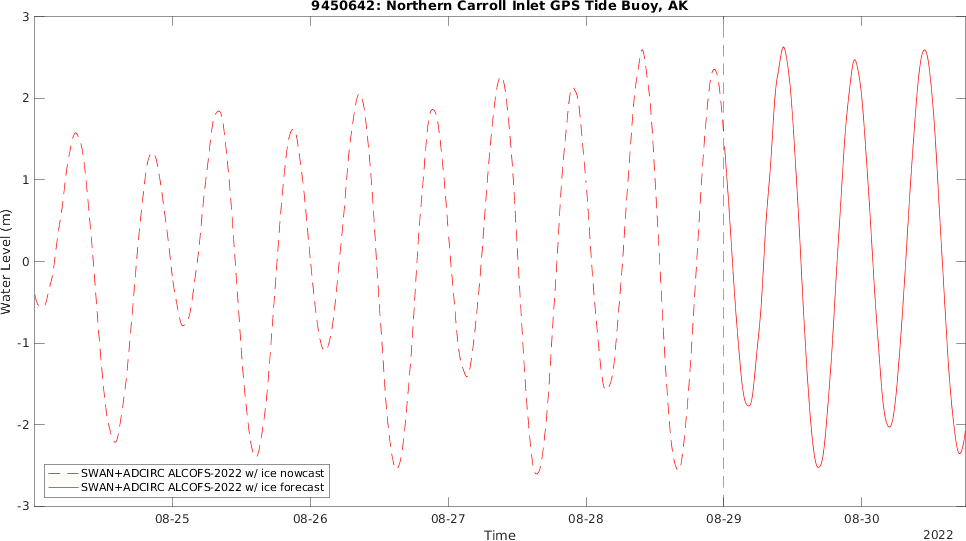 9450642: Northern Carroll Inlet GPS Tide Buoy, AK
3
2
1
0
-1
-2
-3
Water Level (m)
SWAN+ADCIRC ALCOFS-2022 w/ ice nowcast
SWAN+ADCIRC ALCOFS-2022 w/ ice forecast
08-25 08-26 08-27 08-28 08-29 08-30
Time
2022